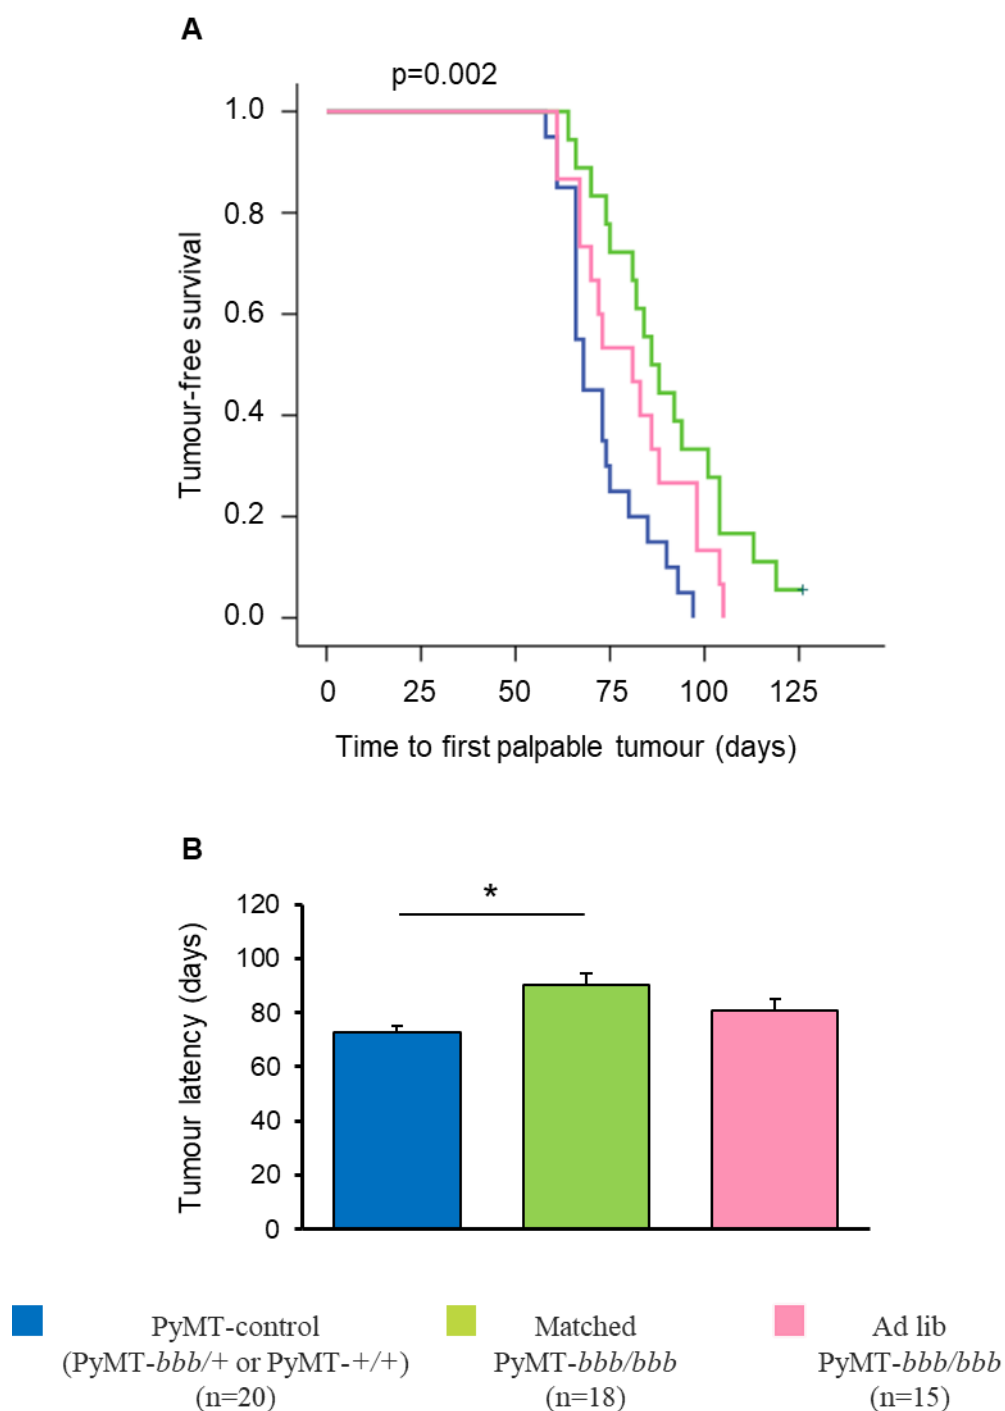 A
p=0.002
1.0
0.8
0.6
0.4
0.2
0.0
Tumour-free survival
0 25 50 75 100 125
Time to first palpable tumour (days)
B
*
120
100
80
60
40
20
0
Tumour latency (days)
PyMT-control
(PyMT-bbb/+ or PyMT-+/+)
(n=20)
Matched
PyMT-bbb/bbb
(n=18)
Ad lib
PyMT-bbb/bbb
(n=15)